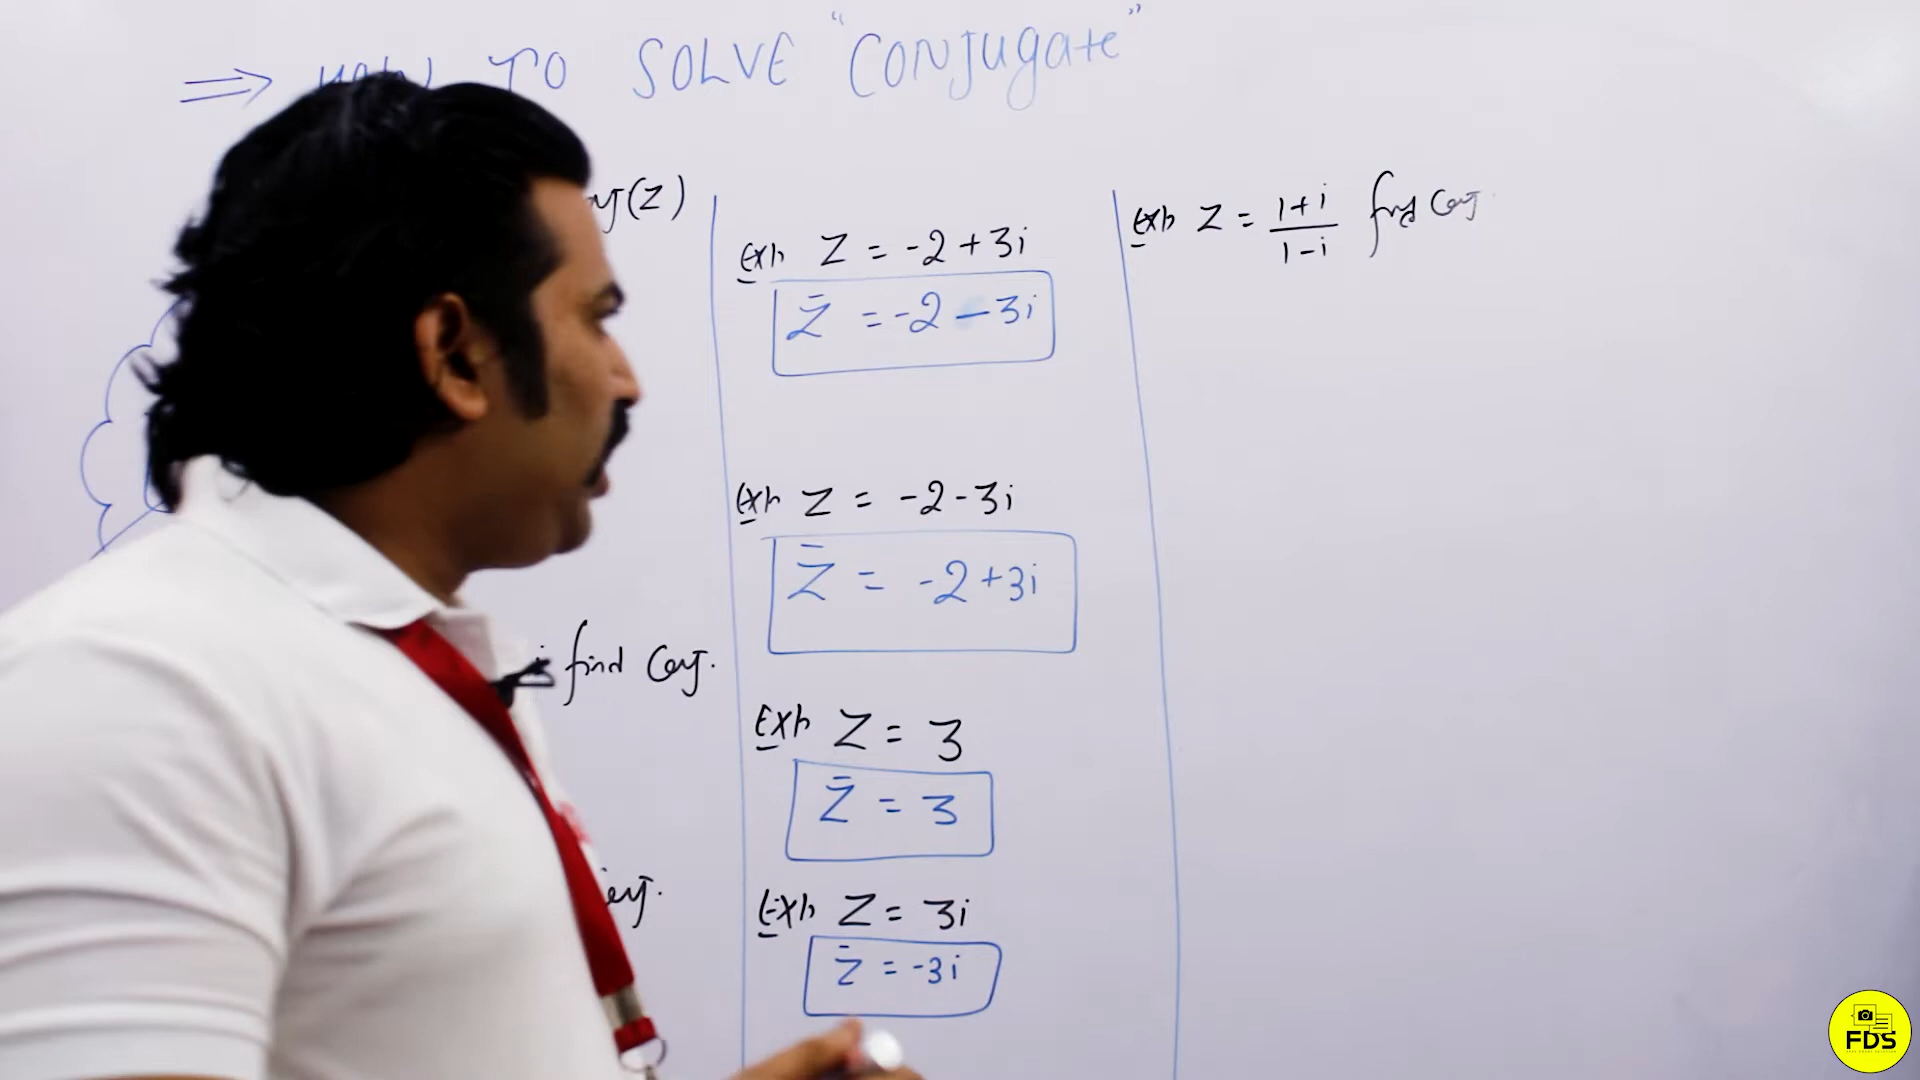 ⇒ HOW TO SOLVE "CONJUGATE"
(Z)
find Conj.
Conj.
Exp Z = -2 + 3i
Z̄ = -2 - 3i
Exp Z = -2 - 3i
Z̄ = -2 + 3i
Exp Z = 3
Z̄ = 3
Exp Z = 3i
Z̄ = -3i
Exp Z = 1+i / 1-i find Conj
FDS